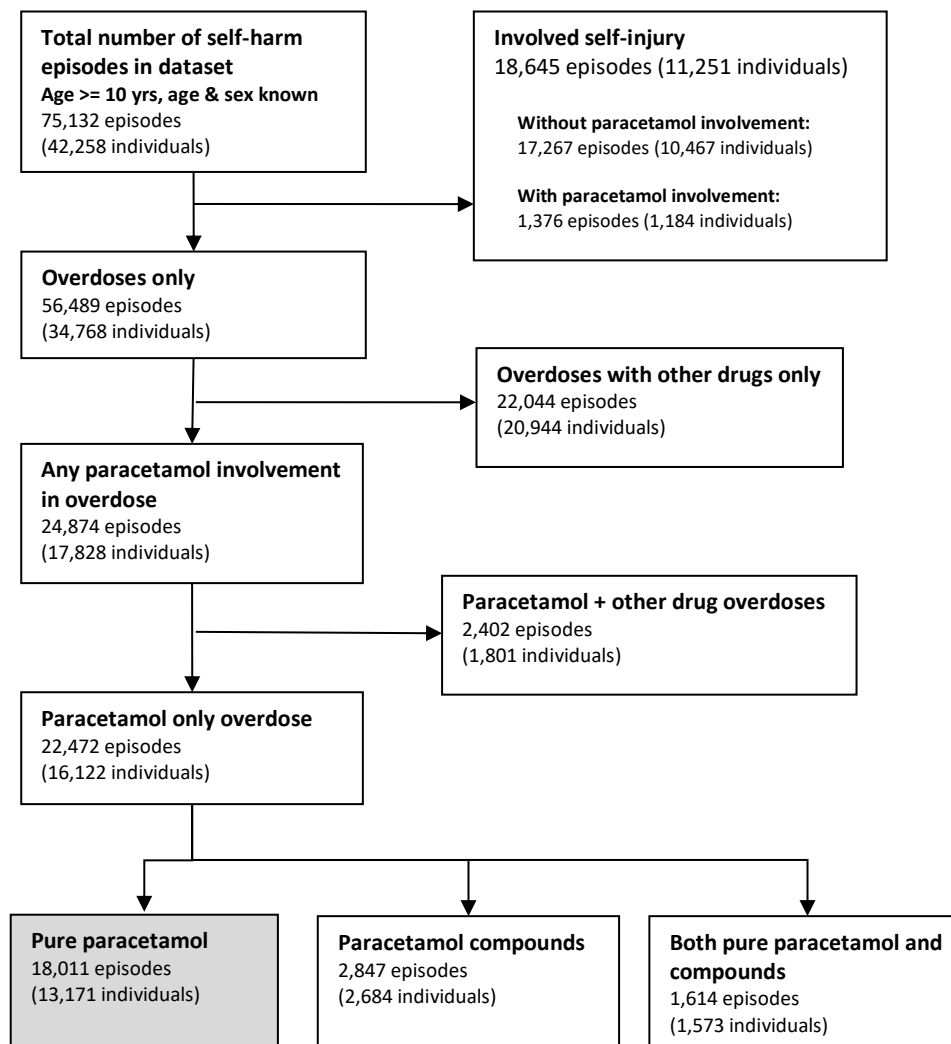 Total number of self-harm
episodes in dataset
Age >= 10 yrs, age & sex known
75,132 episodes
(42,258 individuals)
Involved self-injury
18,645 episodes (11,251 individuals)
Without paracetamol involvement:
17,267 episodes (10,467 individuals)
With paracetamol involvement:
1,376 episodes (1,184 individuals)
Overdoses only
56,489 episodes
(34,768 individuals)
Overdoses with other drugs only
22,044 episodes
(20,944 individuals)
Any paracetamol involvement
in overdose
24,874 episodes
(17,828 individuals)
Paracetamol + other drug overdoses
2,402 episodes
(1,801 individuals)
Paracetamol only overdose
22,472 episodes
(16,122 individuals)
Pure paracetamol
18,011 episodes
(13,171 individuals)
Paracetamol compounds
2,847 episodes
(2,684 individuals)
Both pure paracetamol and
compounds
1,614 episodes
(1,573 individuals)